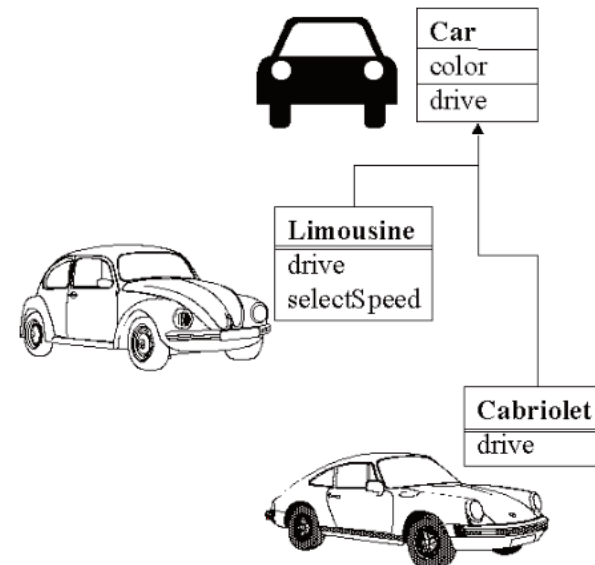 Car
color
drive
Limousine
drive
selectSpeed
Cabriolet
drive